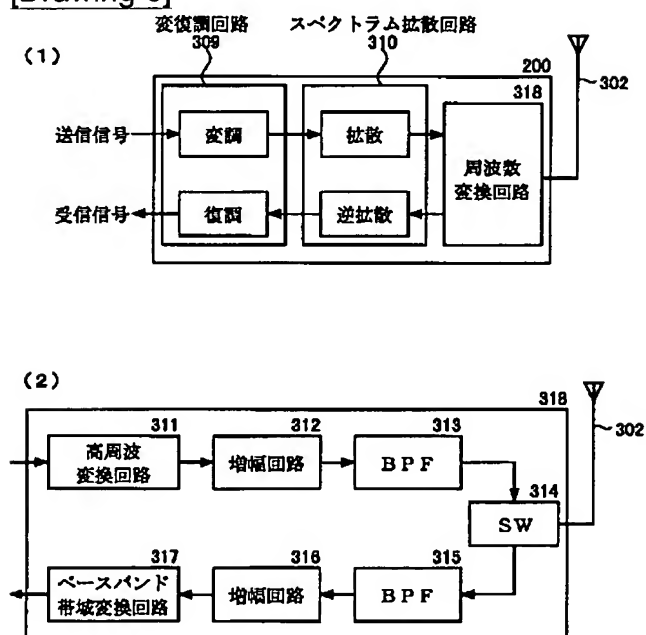 変復調回路 スペクトラム拡散回路
309 310
(1)
200
302
318
送信信号 変調 拡散
周波数
変換回路
受信信号 復調 逆拡散
(2)
318
311 312 313
302
高周波
変換回路 増幅回路 BPF
314
SW
317 316 315
ベースバンド
帯域変換回路 増幅回路 BPF